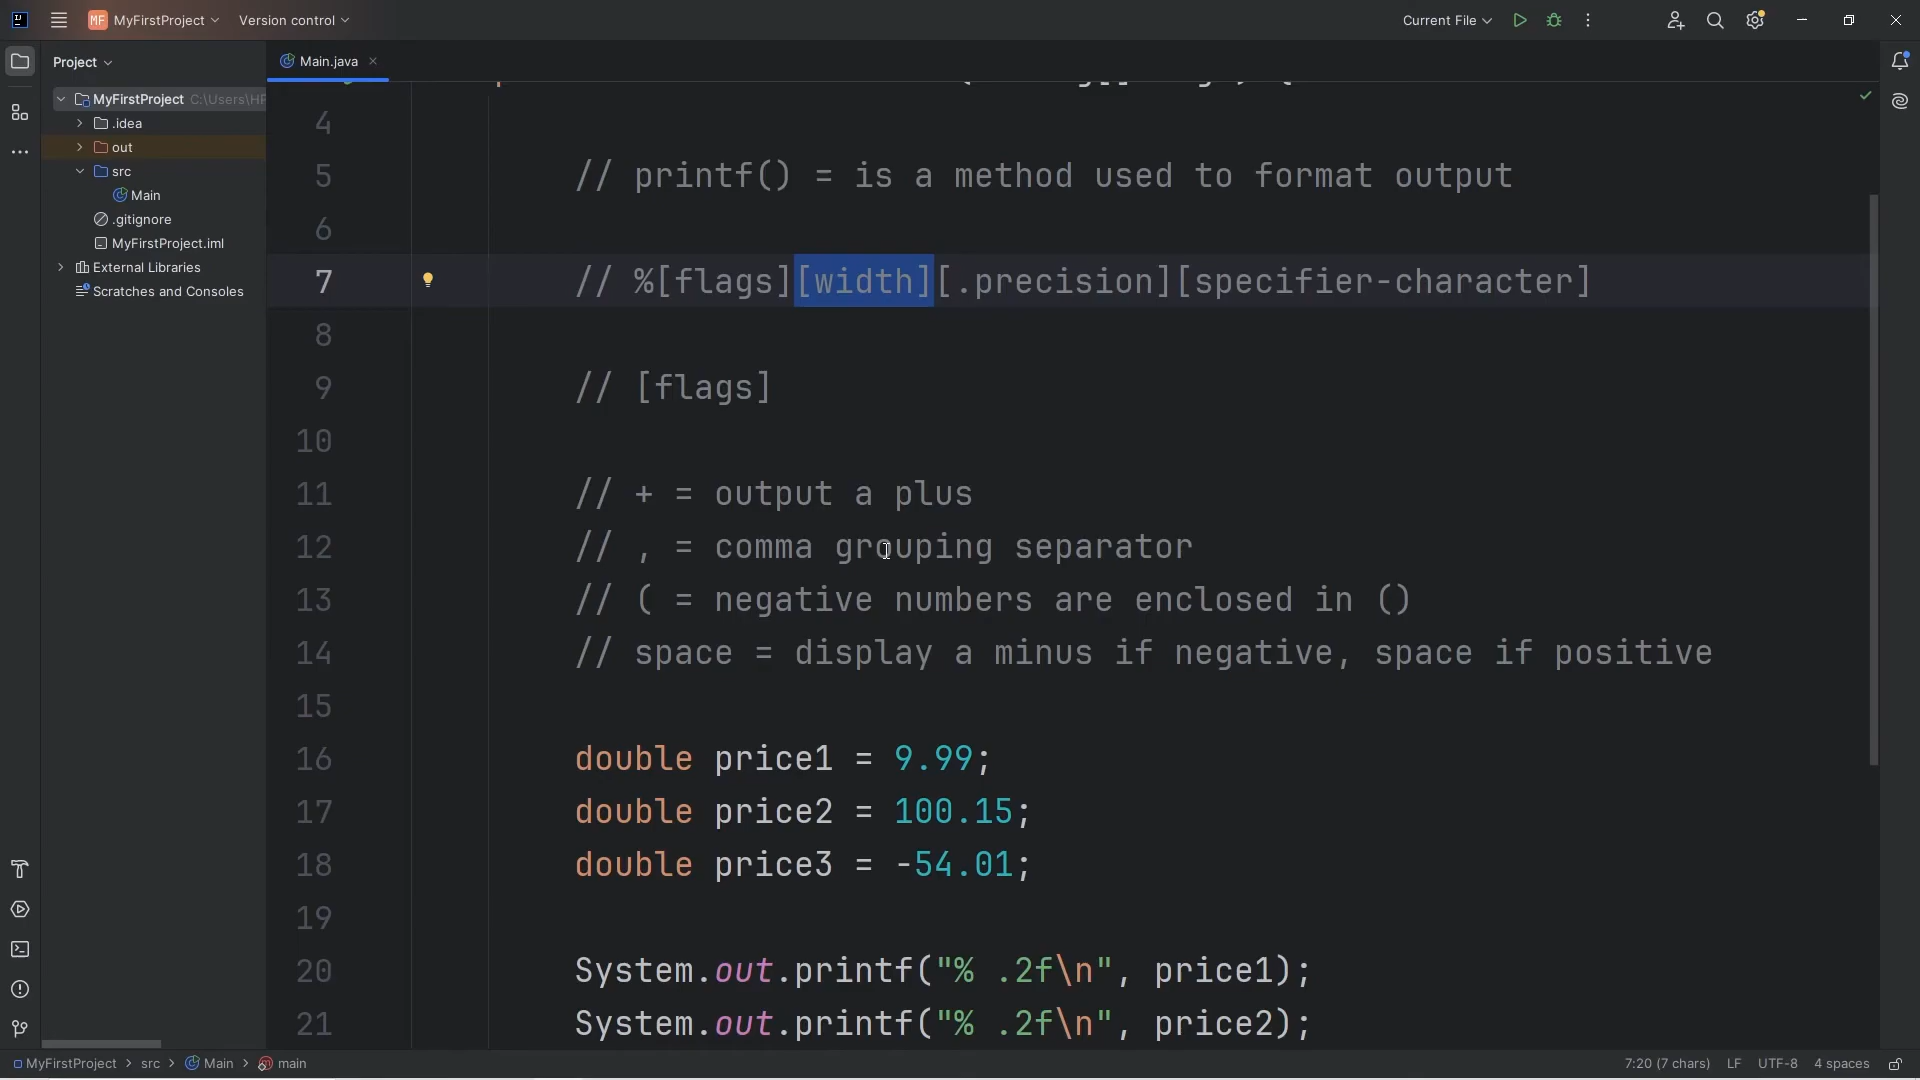 MF MyFirstProject Version control Current File
Project
Main.java
MyFirstProject C:\Users\HP
.idea
out
src
Main
.gitignore
MyFirstProject.iml
External Libraries
Scratches and Consoles
4
5 // printf() = is a method used to format output
6
7 // %[flags][width][.precision][specifier-character]
8
9 // [flags]
10
11 // + = output a plus
12 // , = comma grouping separator
13 // ( = negative numbers are enclosed in ()
14 // space = display a minus if negative, space if positive
15
16 double price1 = 9.99;
17 double price2 = 100.15;
18 double price3 = -54.01;
19
20 System.out.printf("% .2f\n", price1);
21 System.out.printf("% .2f\n", price2);
MyFirstProject > src > Main > main 7:20 (7 chars) LF UTF-8 4 spaces